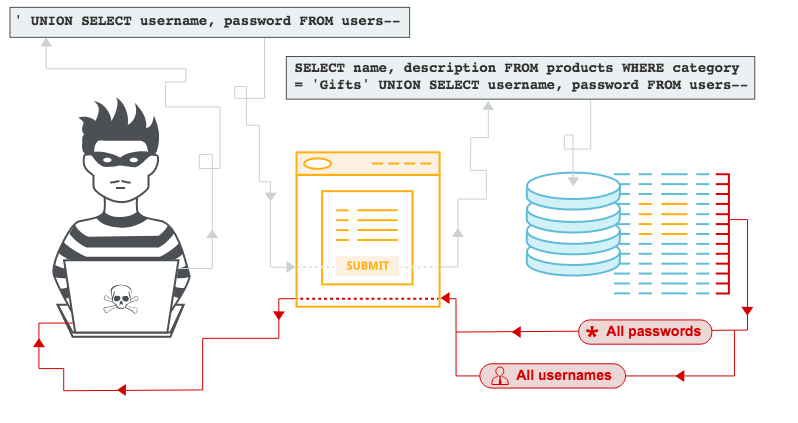 ' UNION SELECT username, password FROM users--
SELECT name, description FROM products WHERE category
= 'Gifts' UNION SELECT username, password FROM users--
SUBMIT
* All passwords
All usernames